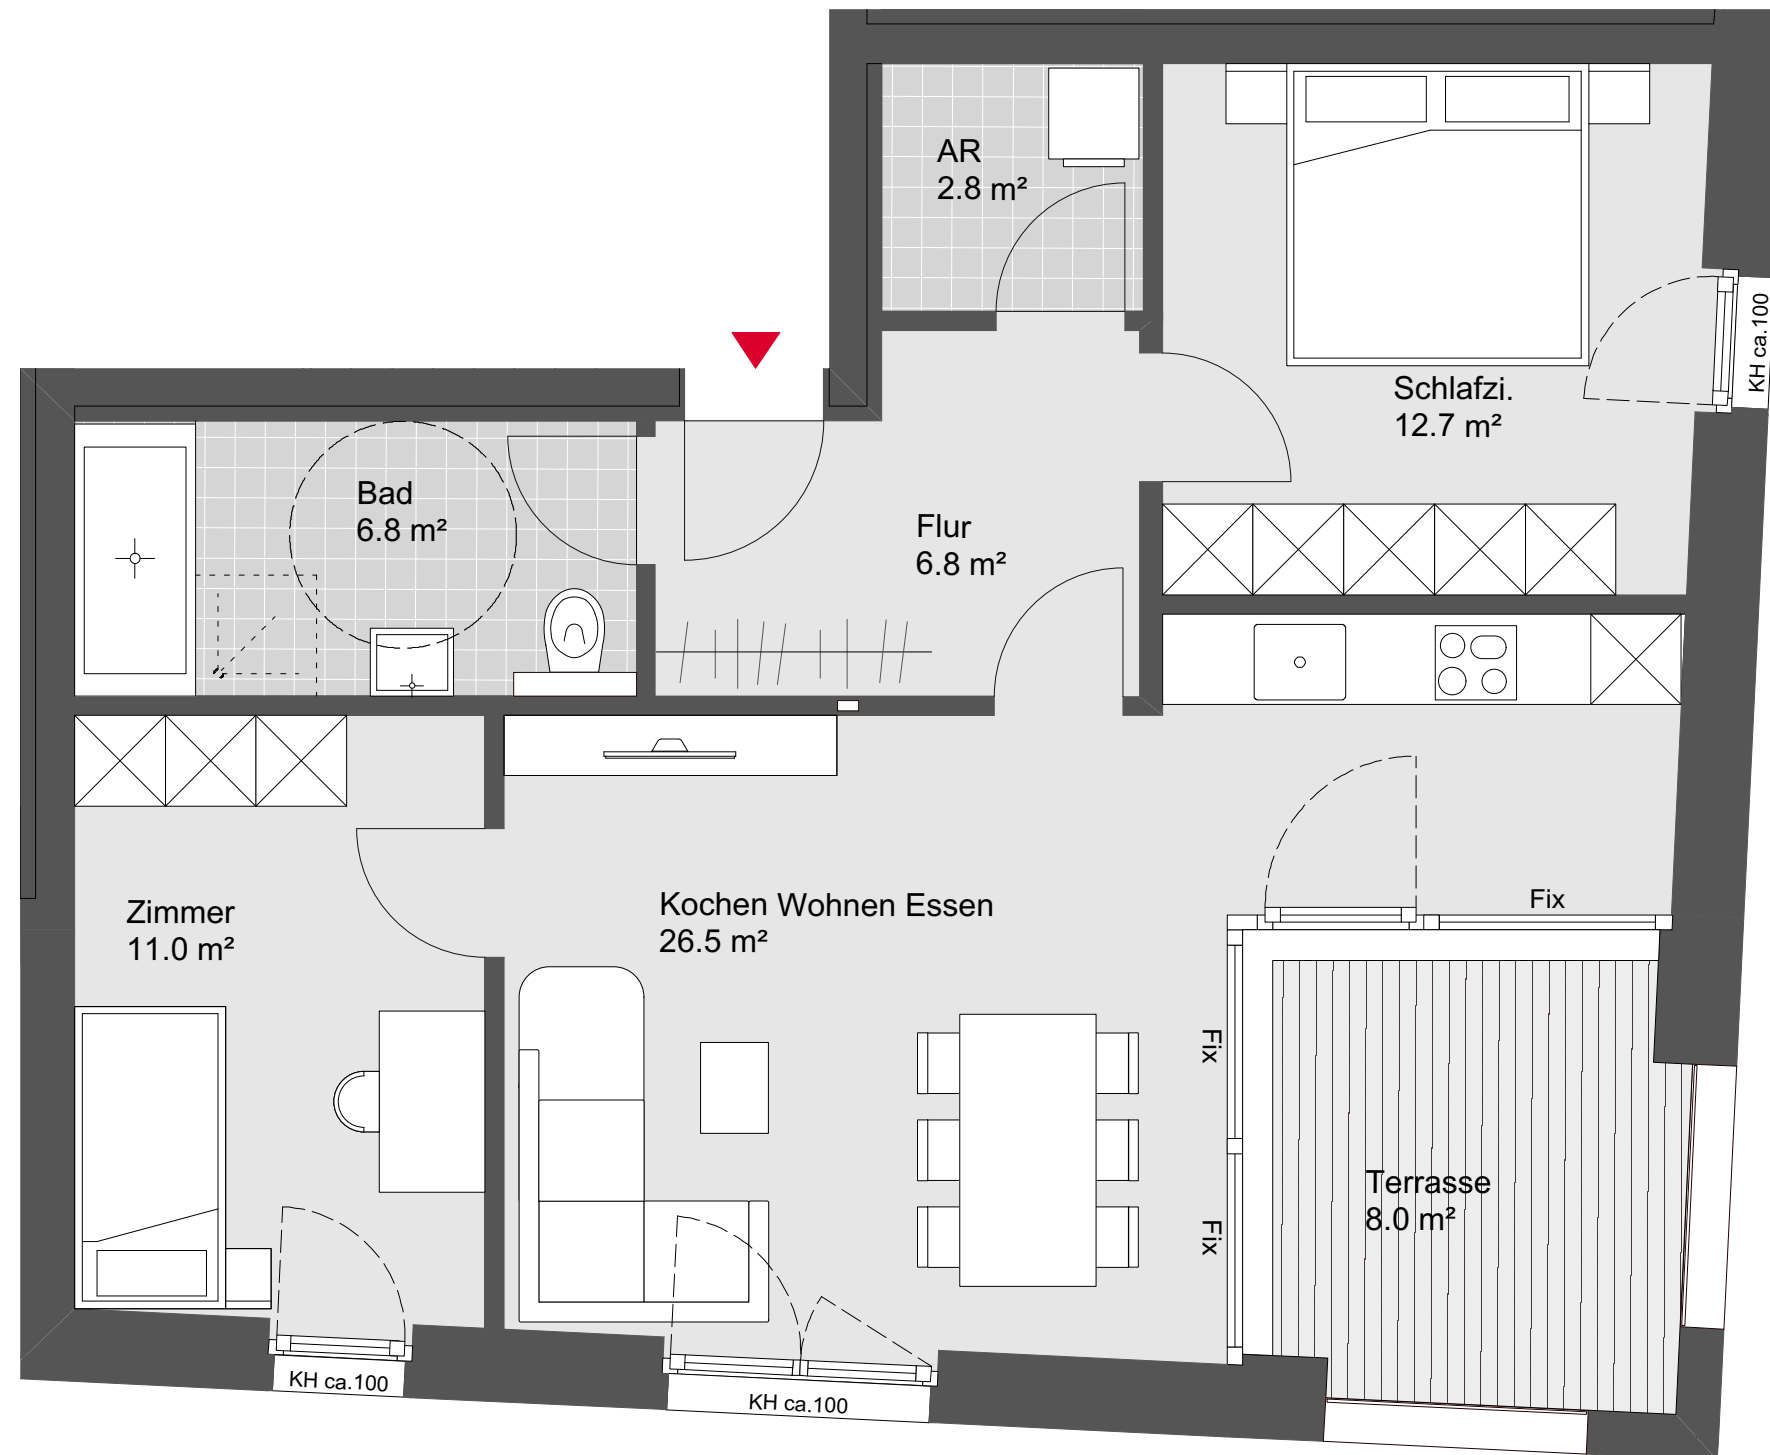 AR
2.8 m²
Schlafzi.
12.7 m²
KH ca.100
Bad
6.8 m²
Flur
6.8 m²
Zimmer
11.0 m²
Kochen Wohnen Essen
26.5 m²
Fix
Fix
Fix
Terrasse
8.0 m²
KH ca.100
KH ca.100